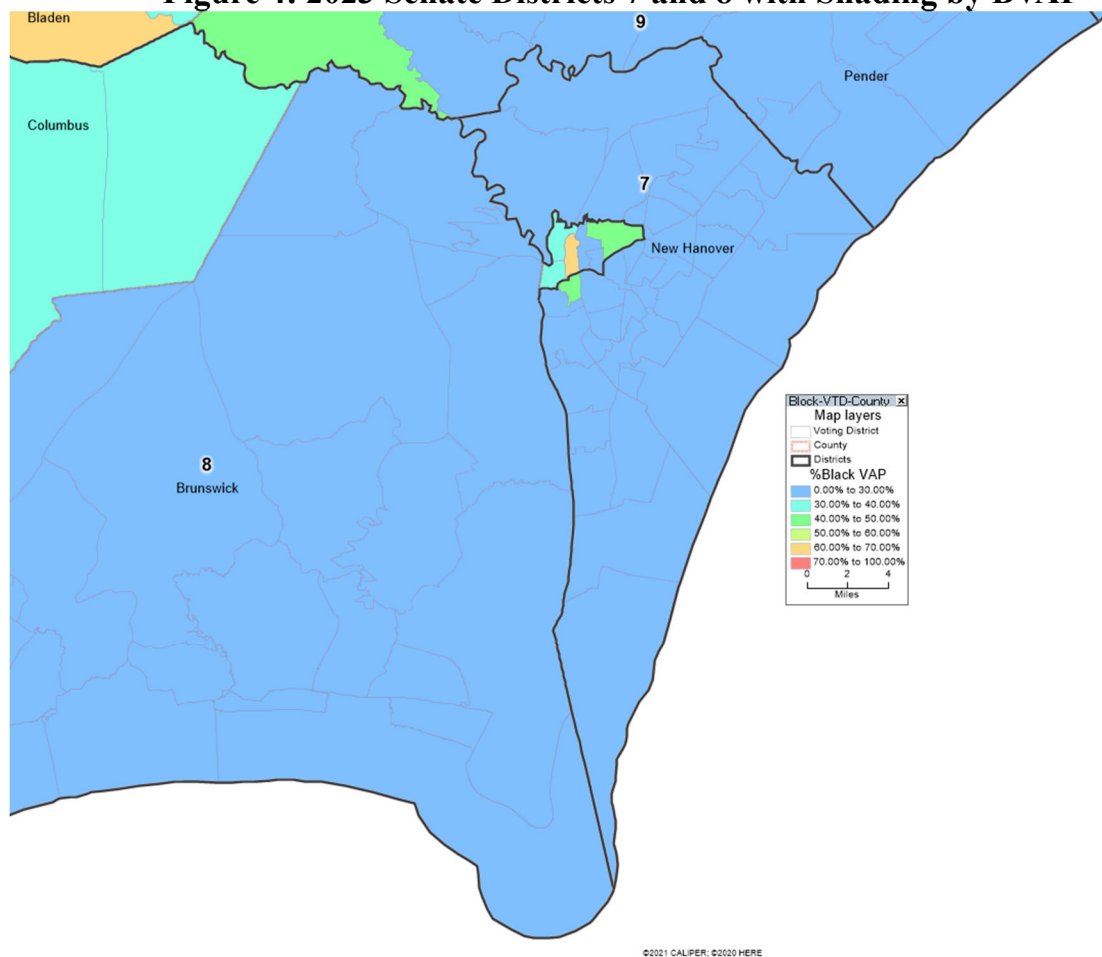 Figure 4: 2023 Senate Districts 7 and 8 with Shading by BVAP
Bladen
9
Pender
Columbus
7
New Hanover
8
Brunswick
Block-VTD-County x
Map layers
Voting District
County
Districts
%Black VAP
0.00% to 30.00%
30.00% to 40.00%
40.00% to 50.00%
50.00% to 60.00%
60.00% to 70.00%
70.00% to 100.00%
0 2 4
Miles
©2021 CALIPER; ©2020 HERE